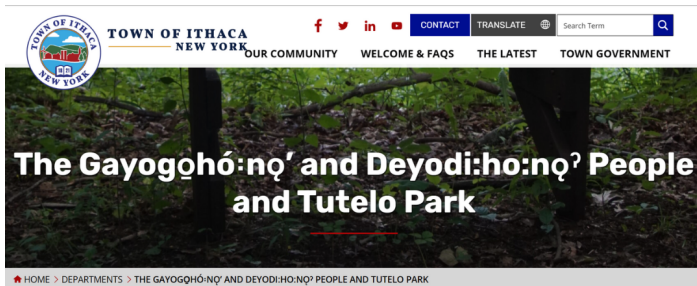 TOWN OF ITHACA
NEW YORK
TOWN OF ITHACA
NEW YORK
CONTACT
TRANSLATE
Search Term
OUR COMMUNITY
WELCOME & FAQS
THE LATEST
TOWN GOVERNMENT
The Gayogo̱hó:nǫ' and Deyodi:ho:nǫˀ People
and Tutelo Park
HOME > DEPARTMENTS > THE GAYOGO̱HÓ:NǪ' AND DEYODI:HO:NǪˀ PEOPLE AND TUTELO PARK